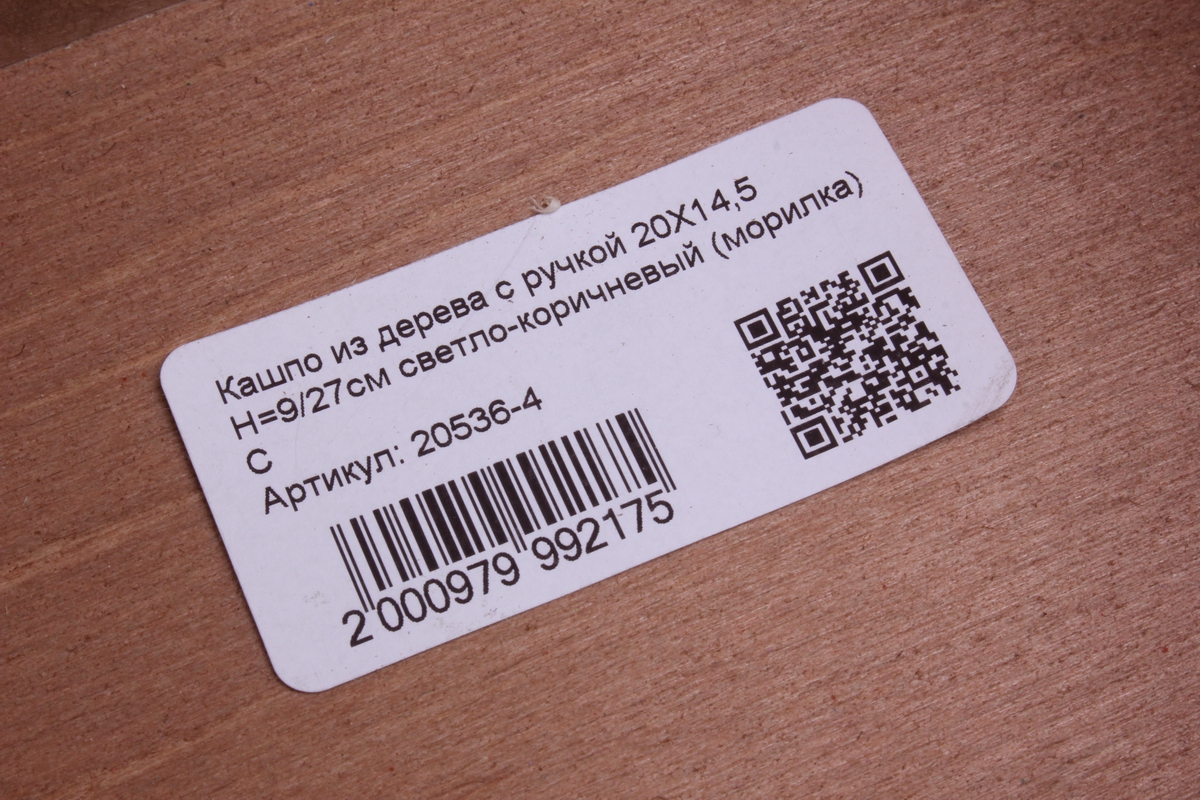 Кашпо из дерева с ручкой 20Х14,5
Н=9/27см светло-коричневый (морилка)
С
Артикул: 20536-4
2 000979 992175